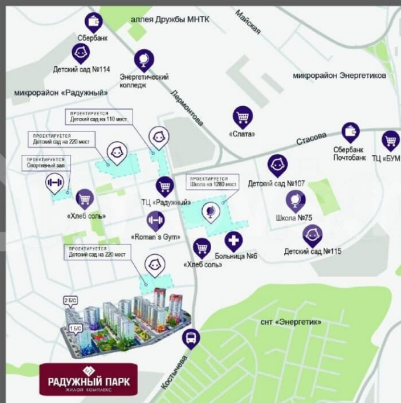 аллея Дружбы МНТК
Майская
Сбербанк
Детский сад №114
Энергетический
колледж
микрорайон Энергетиков
микрорайон «Радужный»
Лермонтова
ПРОЕКТИРУЕТСЯ
Детский сад на 110 мест
«Слата»
Стасова
ПРОЕКТИРУЕТСЯ
Детский сад на 220 мест
Сбербанк
Почтобанк
ТЦ «БУМ
ПРОЕКТИРУЕТСЯ
Спортивный зал
ПРОЕКТИРУЕТСЯ
Школа на 1280 мест
Детский сад №107
«Хлеб соль»
ТЦ «Радужный»
Школа №75
«Roman's Gym»
ПРОЕКТИРУЕТСЯ
Детский сад на 220 мест
«Хлеб соль»
Больница №6
Детский сад №115
2 Б/С
1 Б/С
снт «Энергетик»
РАДУЖНЫЙ ПАРК
ЖИЛОЙ КОМПЛЕКС
Костычева